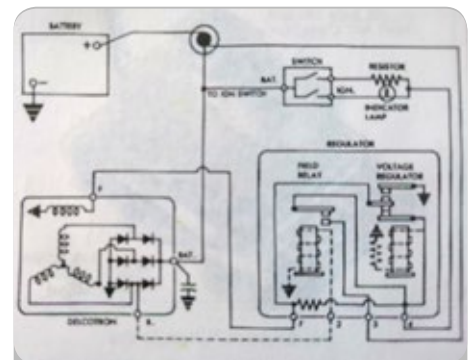 BATTERY
+
−
SWITCH
BAT.
RESISTOR
TO IGN SWITCH
IGN.
INDICATOR
LAMP
REGULATOR
FIELD
RELAY
VOLTAGE
REGULATOR
F
BAT.
DELCOTRON
R.
F
2
3
4